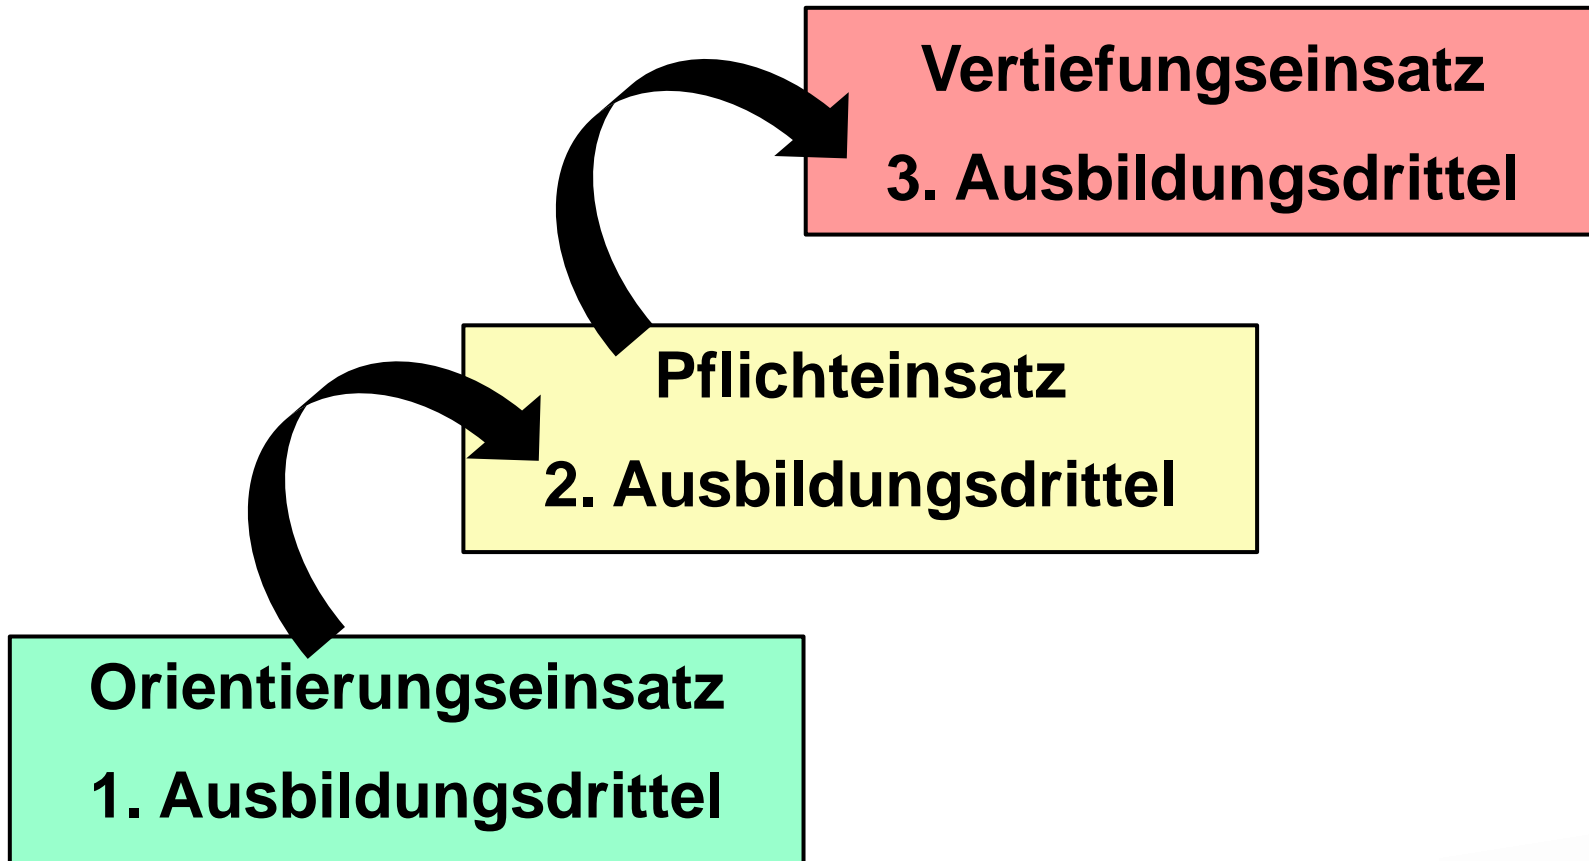 Vertiefungseinsatz
3. Ausbildungsdrittel
Pflichteinsatz
2. Ausbildungsdrittel
Orientierungseinsatz
1. Ausbildungsdrittel